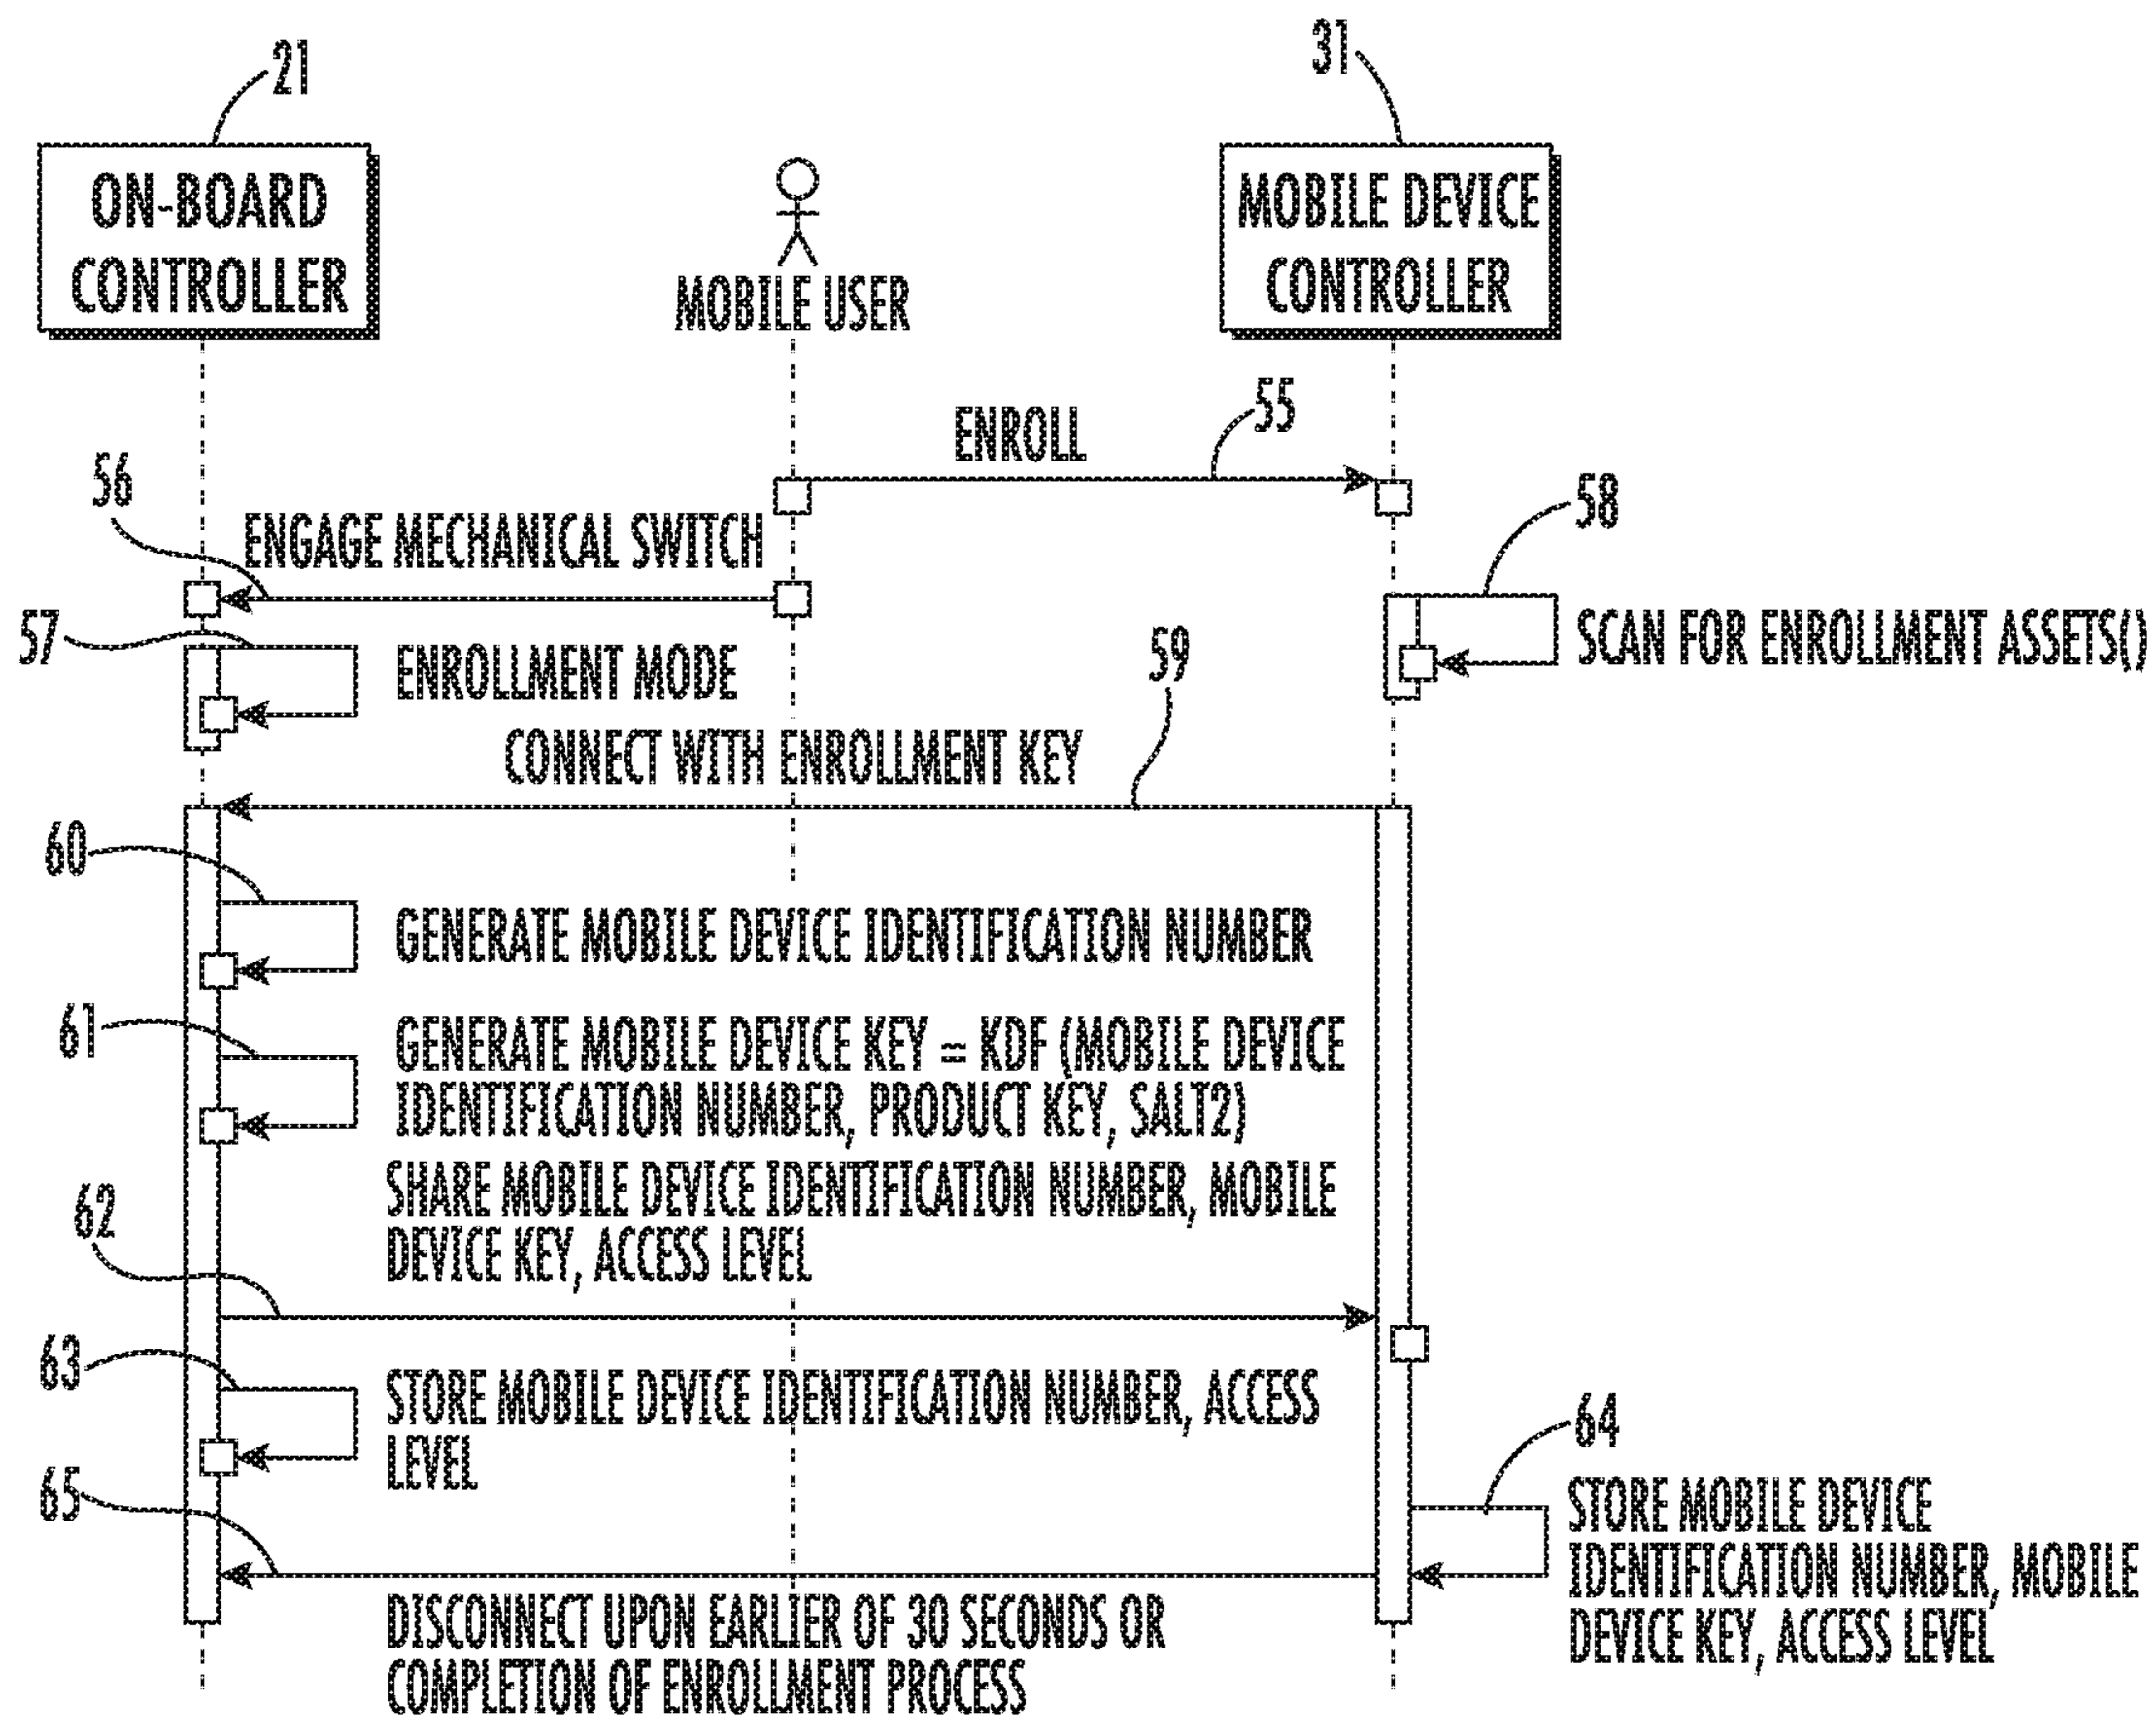 21
31
ON-BOARD
CONTROLLER
MOBILE USER
MOBILE DEVICE
CONTROLLER
ENROLL
55
56
ENGAGE MECHANICAL SWITCH
58
57
ENROLLMENT MODE
SCAN FOR ENROLLMENT ASSETS()
59
CONNECT WITH ENROLLMENT KEY
60
GENERATE MOBILE DEVICE IDENTIFICATION NUMBER
61
GENERATE MOBILE DEVICE KEY = KDF (MOBILE DEVICE
IDENTIFICATION NUMBER, PRODUCT KEY, SALT2)
62
SHARE MOBILE DEVICE IDENTIFICATION NUMBER, MOBILE
DEVICE KEY, ACCESS LEVEL
63
STORE MOBILE DEVICE IDENTIFICATION NUMBER, ACCESS
LEVEL
64
STORE MOBILE DEVICE
IDENTIFICATION NUMBER, MOBILE
DEVICE KEY, ACCESS LEVEL
65
DISCONNECT UPON EARLIER OF 30 SECONDS OR
COMPLETION OF ENROLLMENT PROCESS